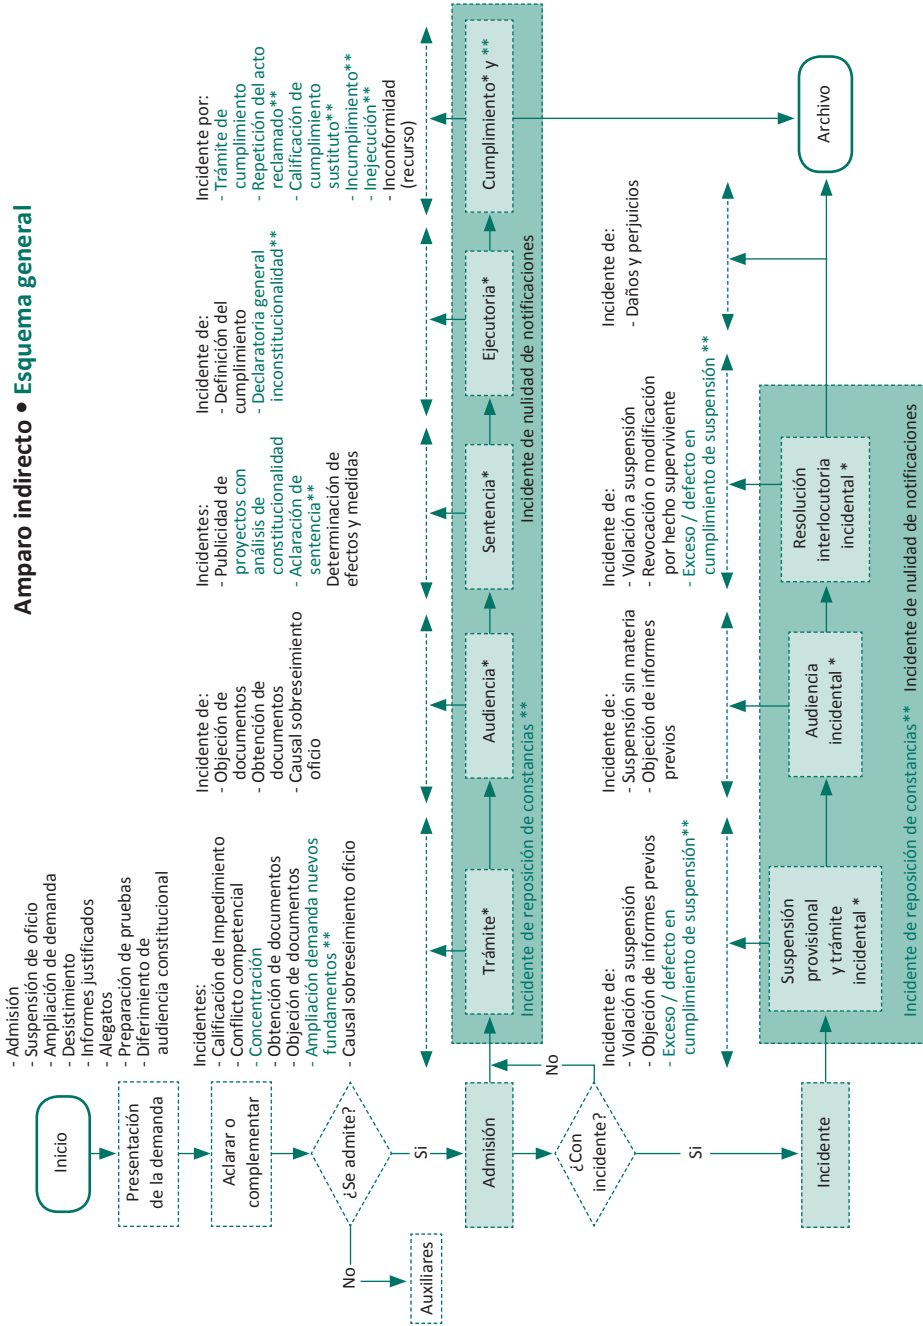 Amparo indirecto • Esquema general
Inicio
- Admisión
- Suspensión de oficio
- Ampliación de demanda
- Desistimiento
- Informes justificados
- Alegatos
- Preparación de pruebas
- Diferimiento de
audiencia constitucional
Presentación
de la demanda
Aclarar o
complementar
¿Se admite?
No
Auxiliares
Si
Admisión
¿Con
incidente?
No
Si
Incidente
Incidentes:
- Calificación de Impedimento
- Conflicto competencial
- Concentración
- Obtención de documentos
- Objeción de documentos
- Ampliación demanda nuevos
fundamentos **
- Causal sobreseimiento oficio
Incidente de:
- Objeción de
documentos
- Obtención de
documentos
- Causal sobreseimiento
oficio
Incidentes:
- Publicidad de
proyectos con
análisis de
constitucionalidad
- Aclaración de
sentencia**
Determinación de
efectos y medidas
Incidente de:
- Definición del
cumplimiento
- Declaratoria general
inconstitucionalidad**
Incidente por:
- Trámite de
cumplimiento
- Repetición del acto
reclamado**
- Calificación de
cumplimiento
sustituto**
- Incumplimiento**
- Inejecución**
- Inconformidad
(recurso)
Trámite*
Audiencia*
Sentencia*
Ejecutoria*
Cumplimiento* y **
Incidente de reposición de constancias **
Incidente de nulidad de notificaciones
Incidente de:
- Violación a suspensión
- Objeción de informes previos
- Exceso / defecto en
cumplimiento de suspensión**
Incidente de:
- Suspensión sin materia
- Objeción de informes
previos
Incidente de:
- Violación a suspensión
- Revocación o modificación
por hecho superviniente
- Exceso / defecto en
cumplimiento de suspensión **
Incidente de:
- Daños y perjuicios
Suspensión
provisional
y trámite
incidental *
Audiencia
incidental *
Resolución
interlocutoria
incidental *
Archivo
Incidente de reposición de constancias**
Incidente de nulidad de notificaciones